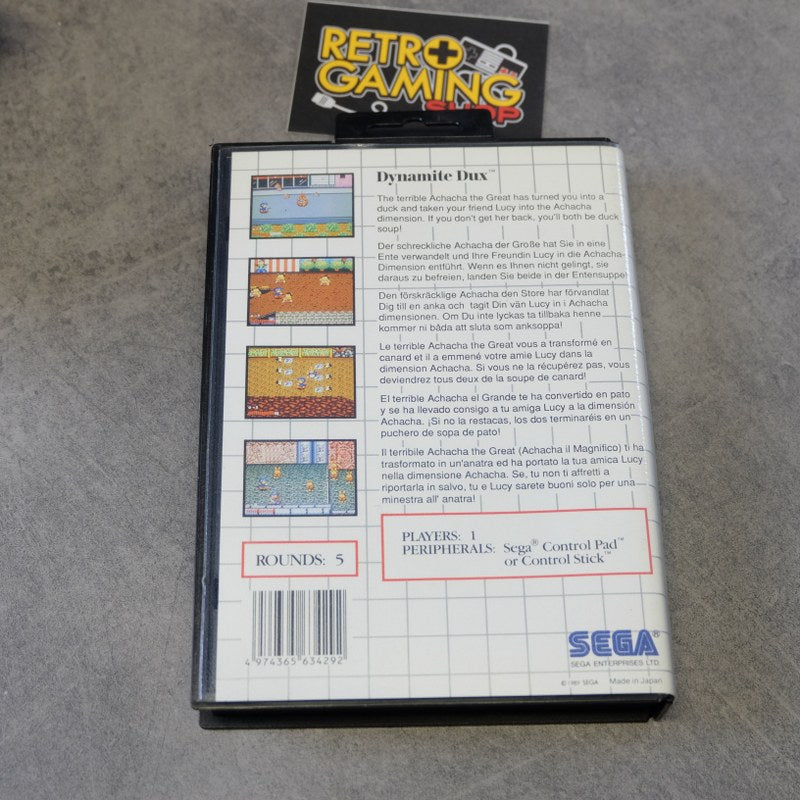 RETRO
GAMING
SHOP
Dynamite Dux™
The terrible Achacha the Great has turned you into a
duck and taken your friend Lucy into the Achacha
dimension. If you don't get her back, you'll both be duck
soup!
Der schreckliche Achacha der Große hat Sie in eine
Ente verwandelt und Ihre Freundin Lucy in die Achacha-
Dimension entführt. Wenn es Ihnen nicht gelingt, sie
daraus zu befreien, landen Sie beide in der Entensuppe
Den förskräcklige Achacha den Store har förvandlat
Dig till en anka och tagit Din vän Lucy in i Achacha
dimensionen. Om Du inte lyckas ta tillbaka henne
kommer ni båda att sluta som anksoppa!
Le terrible Achacha the Great vous a transformé en
canard et il a emmené votre amie Lucy dans la
dimension Achacha. Si vous ne la récupérez pas, vous
deviendrez tous deux de la soupe de canard!
El terrible Achacha el Grande te ha convertido en pato
y se ha llevado consigo a tu amiga Lucy a la dimensión
Achacha. ¡Si no la restacas, los dos terminaréis en un
puchero de sopa de pato!
Il terribile Achacha the Great (Achacha il Magnifico) ti ha
trasformato in un'anatra ed ha portato la tua amica Lucy
nella dimensione Achacha. Se, tu non ti affretti a
riportarla in salvo, tu e Lucy sarete buoni solo per una
minestra all' anatra!
ROUNDS: 5
PLAYERS: 1
PERIPHERALS: Sega® Control Pad™
or Control Stick™
4 974365 634292
SEGA®
SEGA ENTERPRISES LTD.
© 1989 SEGA Made in Japan